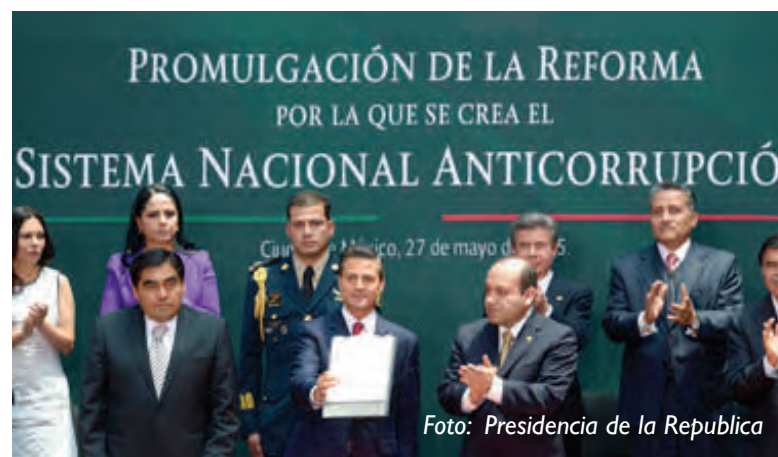 PROMULGACIÓN DE LA REFORMA
POR LA QUE SE CREA EL
SISTEMA NACIONAL ANTICORRUPCIÓ
México, 27 de mayo
Foto: Presidencia de la Republica